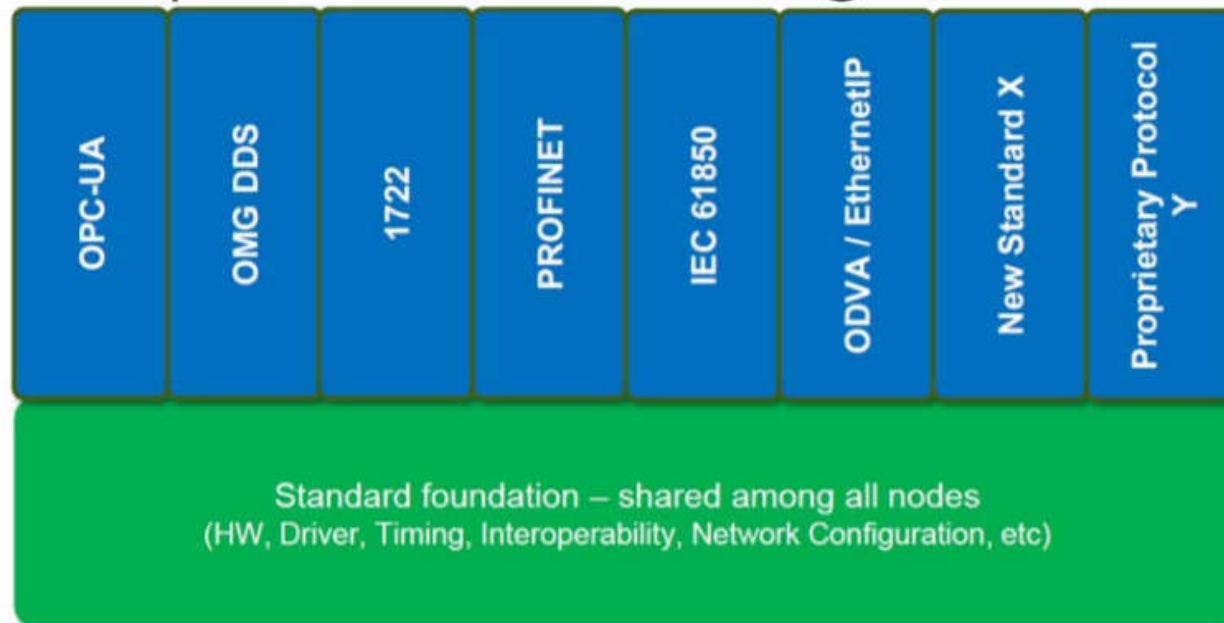 OPC-UA
OMG DDS
1722
PROFINET
IEC 61850
ODVA / EthernetIP
New Standard X
Proprietary Protocol
Y
Standard foundation – shared among all nodes
(HW, Driver, Timing, Interoperability, Network Configuration, etc)